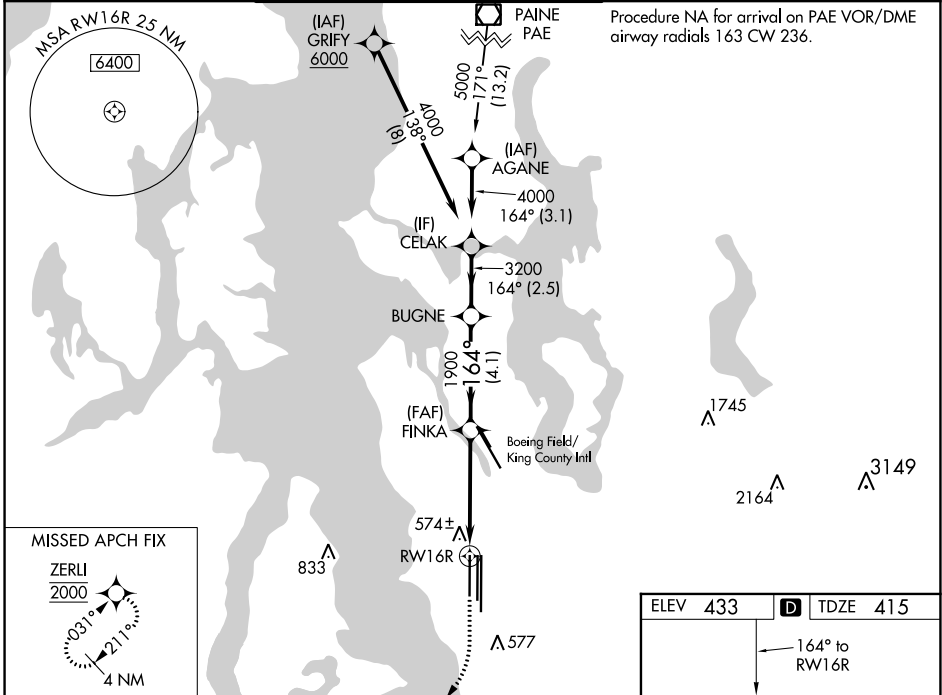 MSA RW16R 25 NM
6400
(IAF)
GRIFY
6000
PAINE
PAE
Procedure NA for arrival on PAE VOR/DME
airway radials 163 CW 236.
5000
171°
(13.2)
4000
138°
(8)
(IAF)
AGANE
4000
164° (3.1)
(IF)
CELAK
3200
164° (2.5)
BUGNE
1900
164°
(4.1)
(FAF)
FINKA
Boeing Field/
King County Intl
1745
2164
3149
574±
RW16R
833
577
MISSED APCH FIX
ZERLI
2000
031°
211°
4 NM
ELEV 433 D TDZE 415
164° to
RW16R